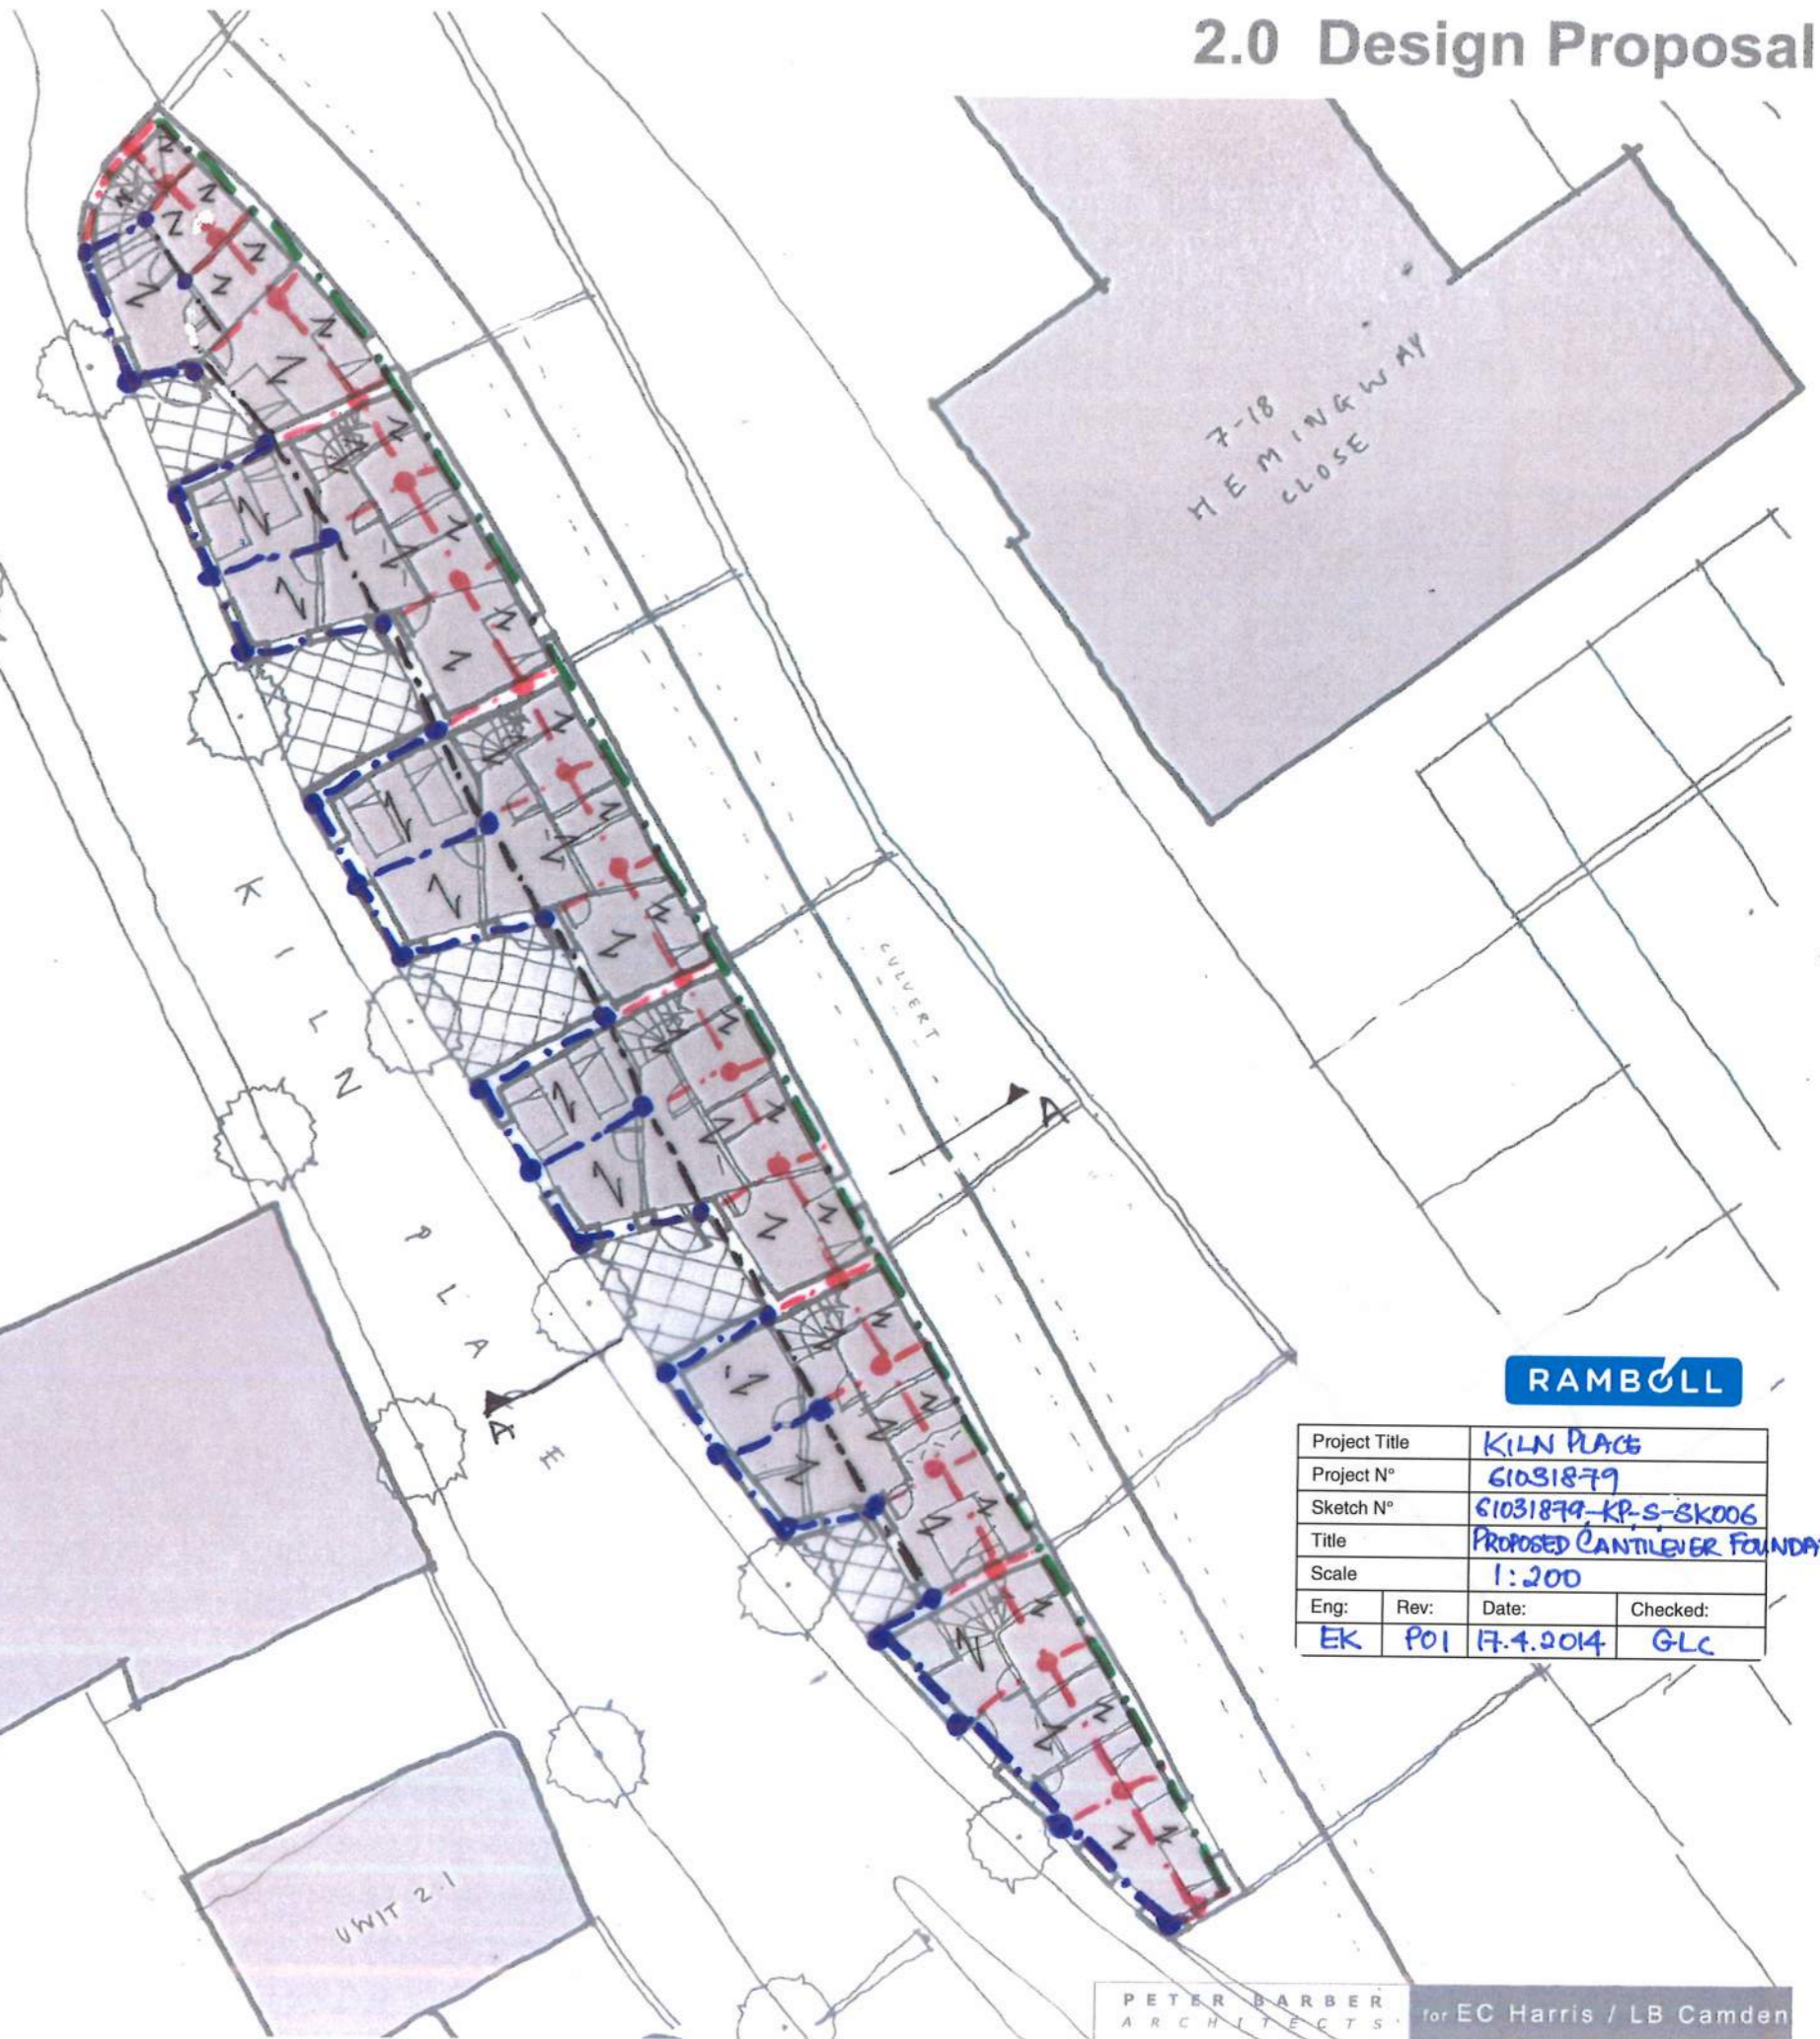 2.0 Design Proposal
7-18
HEMINGWAY
CLOSE
KILN PLACE
CULVERT
A
A
RAMBOLL
Project Title KILN PLACE
Project N° 61031879
Sketch N° 61031879-KP-S-SK006
Title PROPOSED CANTILEVER FOUNDA
Scale 1:200
Eng: Rev: Date: Checked:
EK P01 17.4.2014 GLC
UNIT 2.1
PETER BARBER
ARCHITECTS
for EC Harris / LB Camden